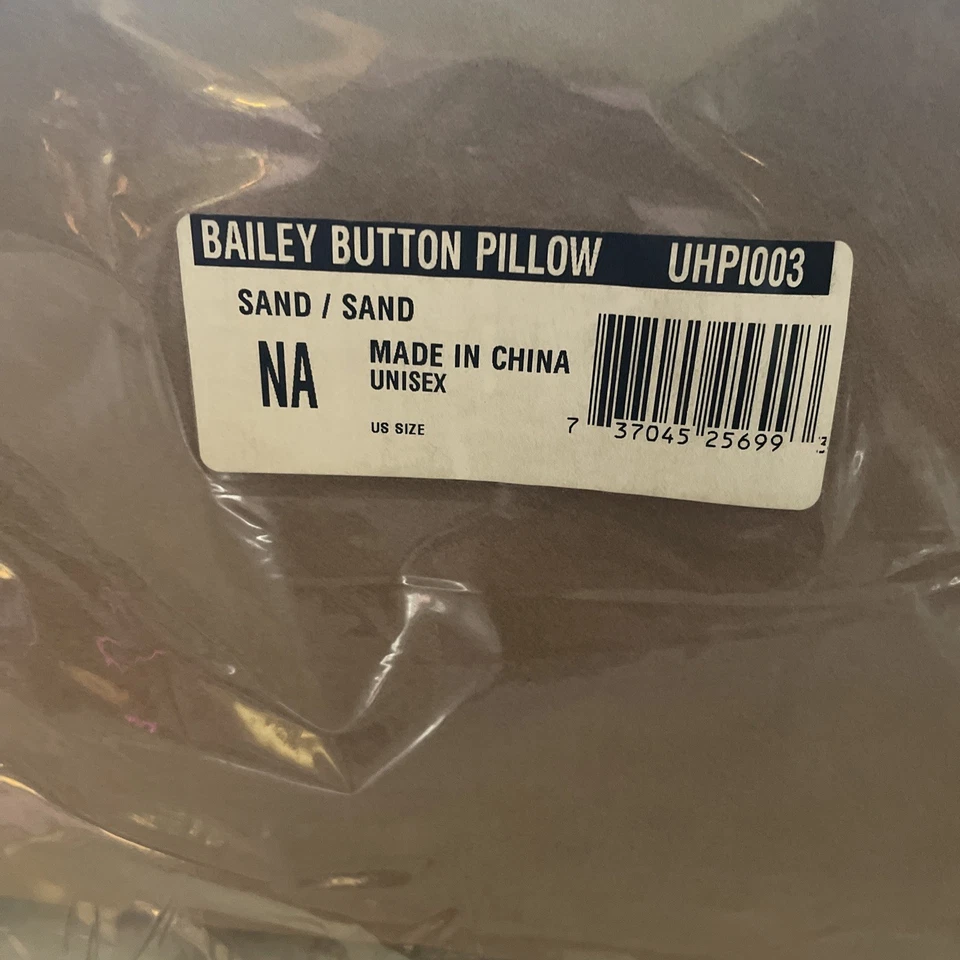 BAILEY BUTTON PILLOW UHPI003
SAND / SAND
NA
MADE IN CHINA
UNISEX
US SIZE
7 37045 25699